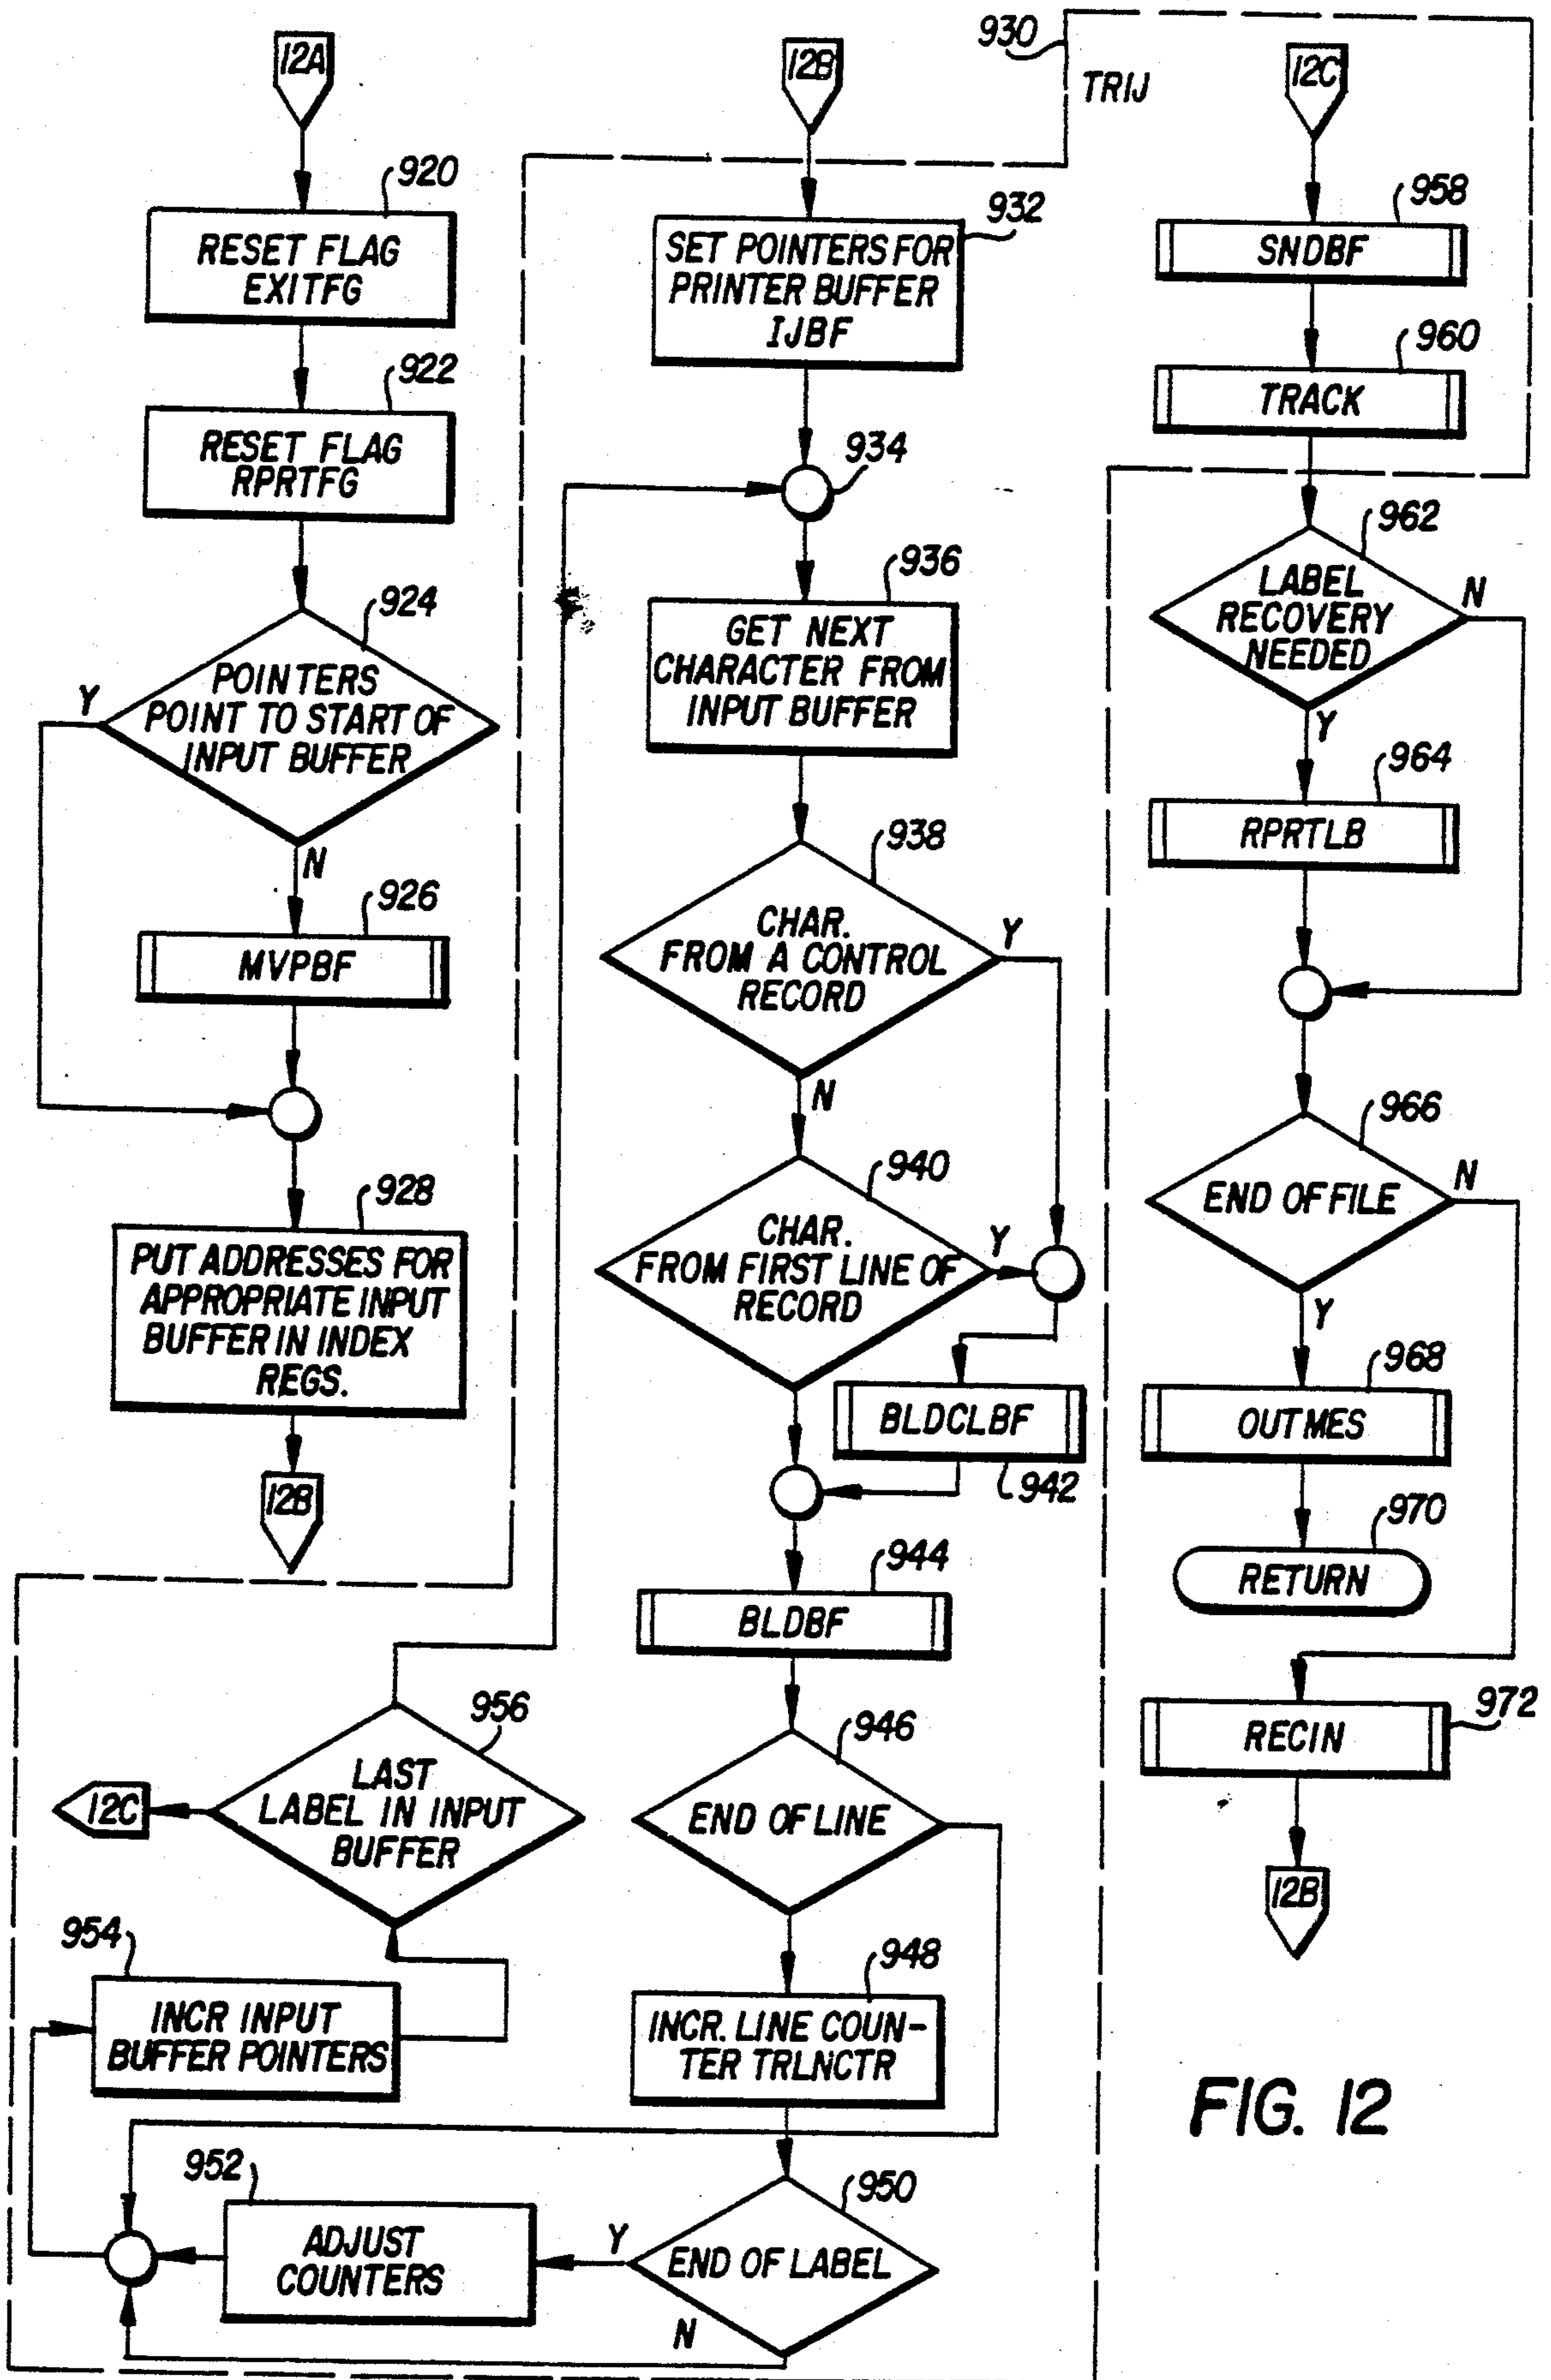 12A
920
RESET FLAG
EXITFG
922
RESET FLAG
RPRTFG
924
POINTERS
POINT TO START OF
INPUT BUFFER
Y
N
926
MVPBF
928
PUT ADDRESSES FOR
APPROPRIATE INPUT
BUFFER IN INDEX
REGS.
12B
930
TRIJ
12B
932
SET POINTERS FOR
PRINTER BUFFER
IJBF
934
936
GET NEXT
CHARACTER FROM
INPUT BUFFER
938
CHAR.
FROM A CONTROL
RECORD
Y
N
940
CHAR.
FROM FIRST LINE OF
RECORD
Y
BLDCLBF
942
944
BLDBF
946
END OF LINE
948
INCR. LINE COUN-
TER TRLNCTR
950
END OF LABEL
Y
N
952
ADJUST
COUNTERS
954
INCR INPUT
BUFFER POINTERS
956
LAST
LABEL IN INPUT
BUFFER
12C
12C
958
SNDBF
960
TRACK
962
LABEL
RECOVERY
NEEDED
N
Y
964
RPRTLB
966
END OF FILE
N
Y
968
OUTMES
970
RETURN
972
RECIN
12B
FIG. 12